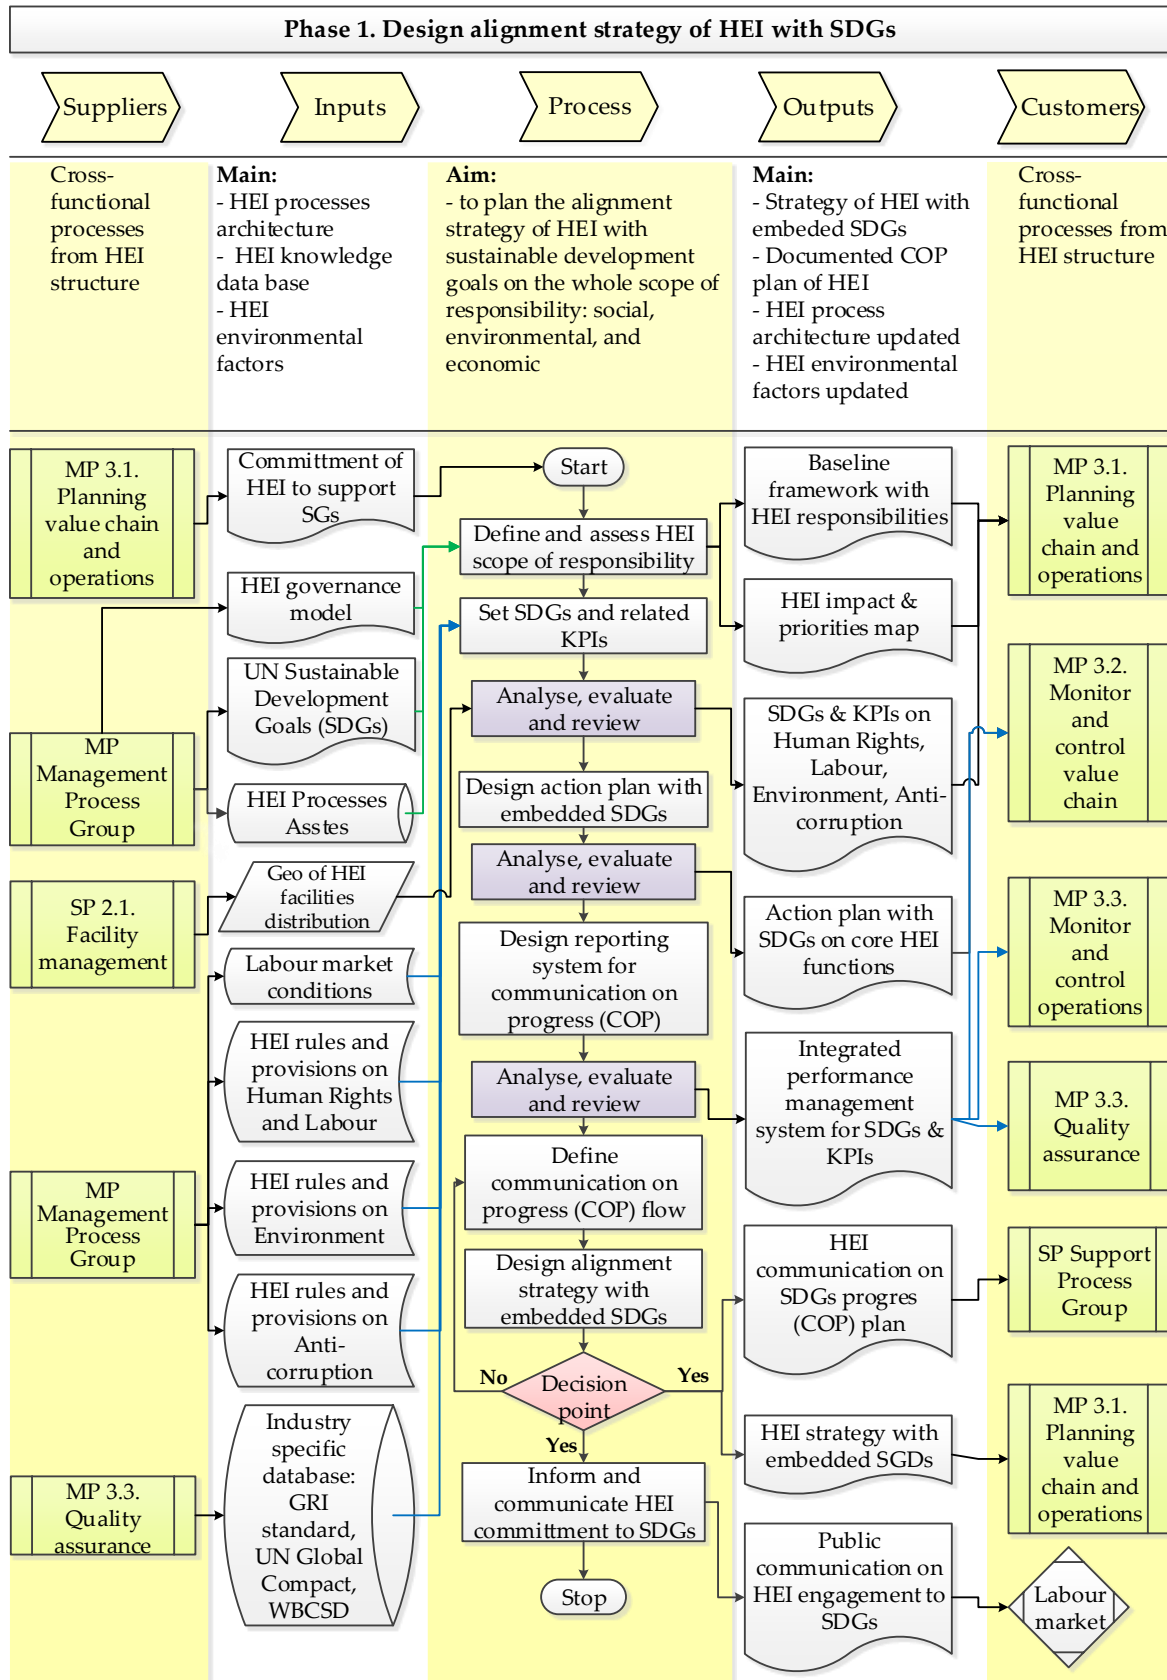 Phase 1. Design alignment strategy of HEI with SDGs
Suppliers
Inputs
Process
Outputs
Customers
Cross-
functional
processes
from HEI
structure
Main:
- HEI processes
architecture
- HEI knowledge
data base
- HEI
environmental
factors
Aim:
- to plan the alignment
strategy of HEI with
sustainable development
goals on the whole scope of
responsibility: social,
environmental, and
economic
Main:
- Strategy of HEI with
embeded SDGs
- Documented COP
plan of HEI
- HEI process
architecture updated
- HEI environmental
factors updated
Cross-
functional
processes from
HEI structure
MP 3.1.
Planning
value chain
and
operations
MP
Management
Process
Group
SP 2.1.
Facility
management
MP
Management
Process
Group
MP 3.3.
Quality
assurance
Committment of
HEI to support
SGs
HEI governance
model
UN Sustainable
Development
Goals (SDGs)
HEI Processes
Asstes
Geo of HEI
facilities
distribution
Labour market
conditions
HEI rules and
provisions on
Human Rights
and Labour
HEI rules and
provisions on
Environment
HEI rules and
provisions on
Anti-
corruption
Industry
specific
database:
GRI
standard,
UN Global
Compact,
WBCSD
Start
Define and assess HEI
scope of responsibility
Set SDGs and related
KPIs
Analyse, evaluate
and review
Design action plan with
embedded SDGs
Analyse, evaluate
and review
Design reporting
system for
communication on
progress (COP)
Analyse, evaluate
and review
Define
communication on
progress (COP) flow
Design alignment
strategy with
embedded SDGs
No
Decision
point
Yes
Yes
Inform and
communicate HEI
committment to SDGs
Stop
Baseline
framework with
HEI responsibilities
HEI impact &
priorities map
SDGs & KPIs on
Human Rights,
Labour,
Environment, Anti-
corruption
Action plan with
SDGs on core HEI
functions
Integrated
performance
management
system for SDGs &
KPIs
HEI
communication on
SDGs progres
(COP) plan
HEI strategy with
embedded SGDs
Public
communication on
HEI engagement to
SDGs
MP 3.1.
Planning
value
chain and
operations
MP 3.2.
Monitor
and
control
value
chain
MP 3.3.
Monitor
and
control
operations
MP 3.3.
Quality
assurance
SP Support
Process
Group
MP 3.1.
Planning
value
chain and
operations
Labour
market